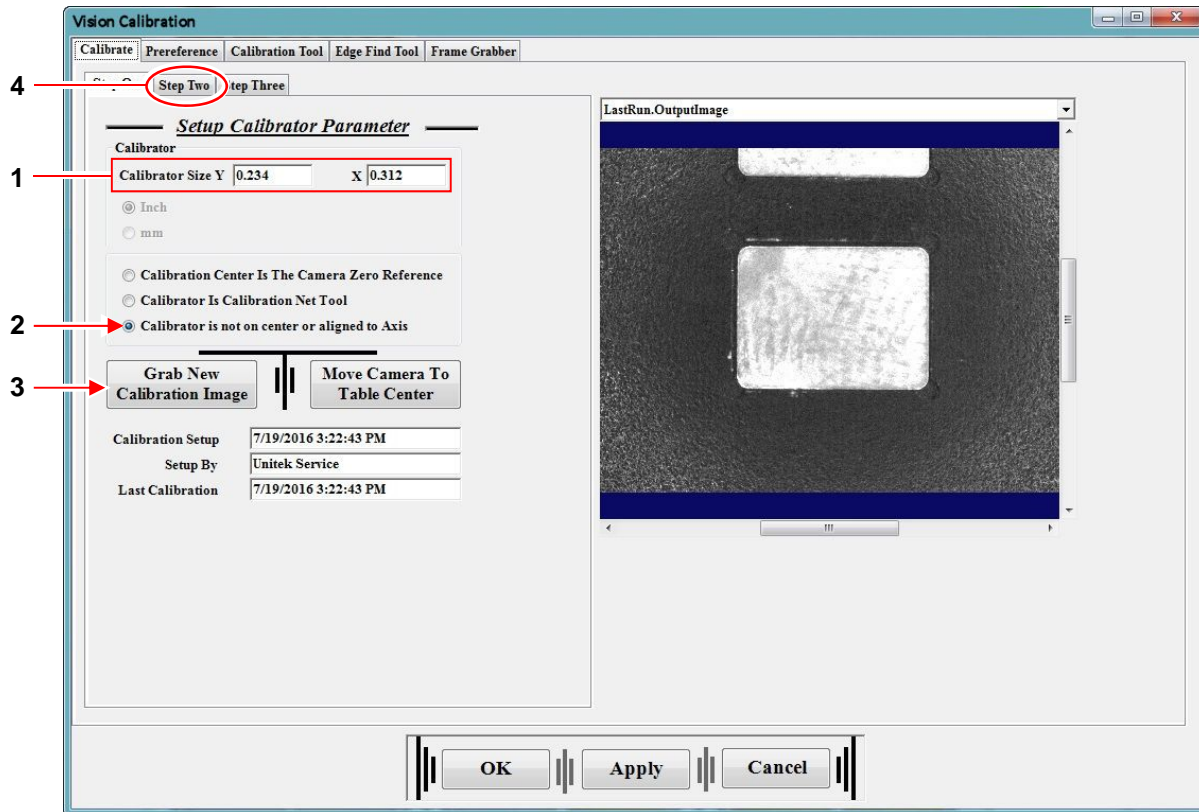 Vision Calibration
Calibrate Prereference Calibration Tool Edge Find Tool Frame Grabber
4
Step Two Step Three
Setup Calibrator Parameter
LastRun.OutputImage
Calibrator
1
Calibrator Size Y 0.234 X 0.312
Inch
mm
Calibration Center Is The Camera Zero Reference
Calibrator Is Calibration Net Tool
2
Calibrator is not on center or aligned to Axis
3
Grab New
Calibration Image
Move Camera To
Table Center
Calibration Setup 7/19/2016 3:22:43 PM
Setup By Unitek Service
Last Calibration 7/19/2016 3:22:43 PM
OK Apply Cancel